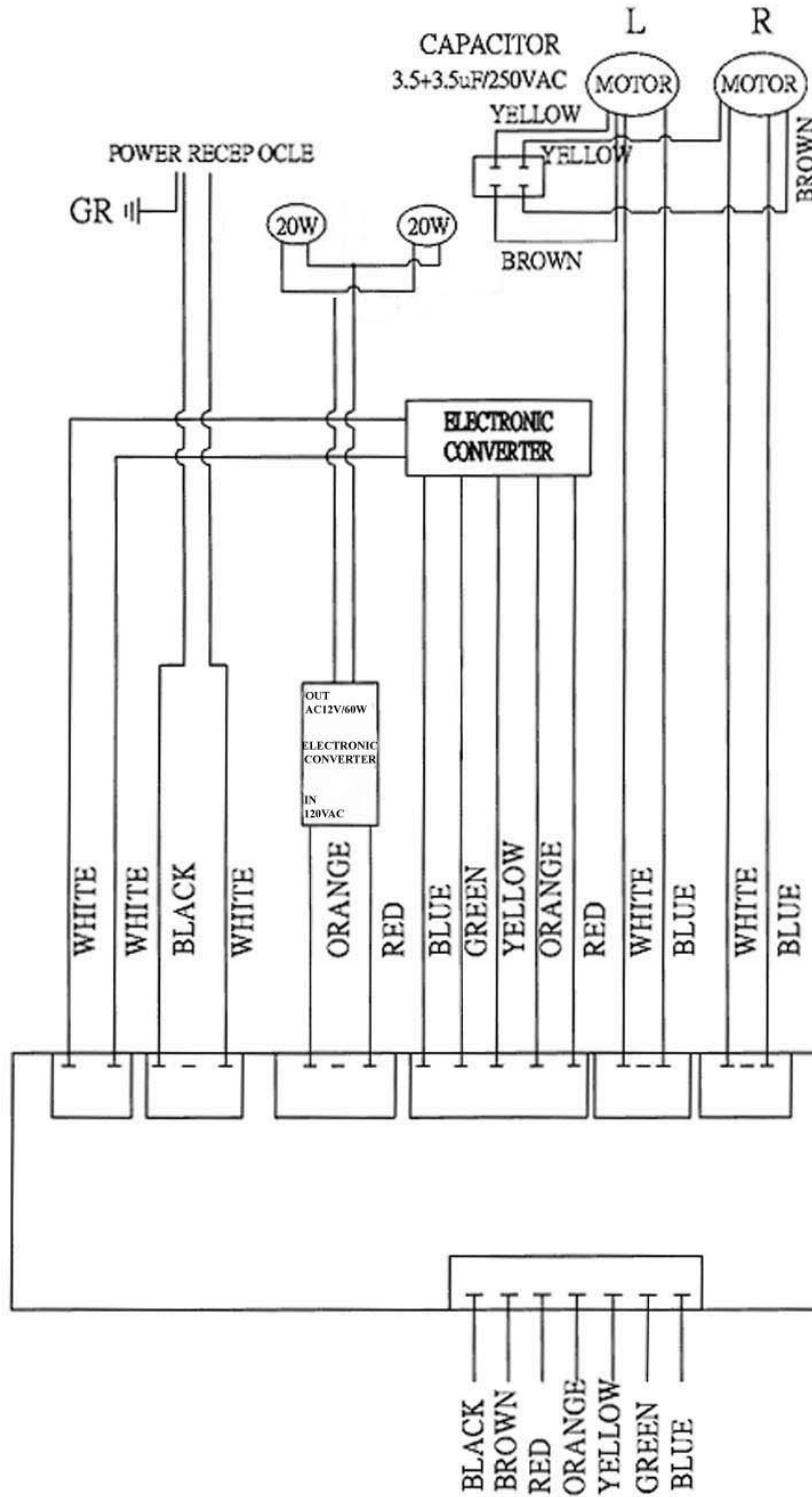 L R
CAPACITOR
3.5+3.5uF/250VAC
MOTOR MOTOR
YELLOW
YELLOW
BROWN
BROWN
POWER RECEP OCLE
GR
20W 20W
ELECTRONIC
CONVERTER
OUT
AC12V/60W
ELECTRONIC
CONVERTER
IN
120VAC
WHITE
WHITE
BLACK
WHITE
ORANGE
RED
BLUE
GREEN
YELLOW
ORANGE
RED
WHITE
BLUE
WHITE
BLUE
BLACK
BROWN
RED
ORANGE
YELLOW
GREEN
BLUE